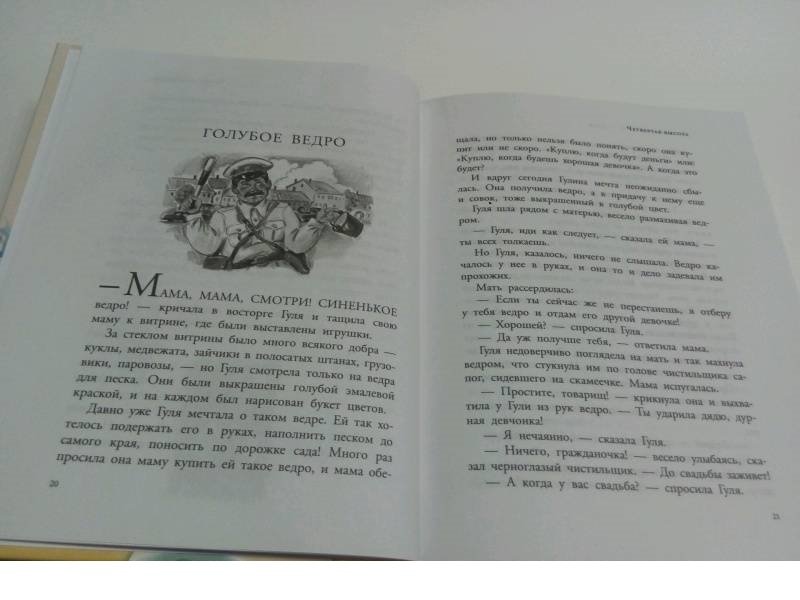 ГОЛУБОЕ ВЕДРО
— МАМА, МАМА, СМОТРИ! СИНЕНЬКОЕ
ведро! — кричала в восторге Гуля и тащила свою
маму к витрине, где были выставлены игрушки.
За стеклом витрины было много всякого добра —
куклы, медвежата, зайчики в полосатых штанах, грузо-
вики, паровозы, — но Гуля смотрела только на ведра
для песка. Они были выкрашены голубой эмалевой
краской, и на каждом был нарисован букет цветов.
Давно уже Гуля мечтала о таком ведре. Ей так хо-
телось подержать его в руках, наполнить песком до
самого края, поносить по дорожке сада! Много раз
просила она маму купить ей такое ведро, и мама обе-
20
Четвертая высота
щала, но только нельзя было понять, скоро она ку-
пит или не скоро. «Куплю, когда будут деньги» или:
«Куплю, когда будешь хорошая девочка». А когда это
будет?
И вдруг сегодня Гулина мечта неожиданно сбы-
лась. Она получила ведро, а в придачу к нему еще
и совок, тоже выкрашенный в голубой цвет.
Гуля шла рядом с матерью, весело размахивая вед-
ром.
— Гуля, иди как следует, — сказала ей мама, —
ты всех толкаешь.
Но Гуля, казалось, ничего не слышала. Ведро ка-
чалось у нее в руках, и она то и дело задевала им
прохожих.
Мать рассердилась:
— Если ты сейчас же не перестанешь, я отберу
у тебя ведро и отдам его другой девочке!
— Хорошей? — спросила Гуля.
— Да уж получше тебя, — ответила мама.
Гуля недоверчиво поглядела на мать и так махнула
ведром, что стукнула им по голове чистильщика са-
пог, сидевшего на скамеечке. Мама испугалась.
— Простите, товарищ! — крикнула она и выхва-
тила у Гули из рук ведро. — Ты ударила дядю, дур-
ная девчонка!
— Я нечаянно, — сказала Гуля.
— Ничего, гражданочка! — весело улыбаясь, ска-
зал черноглазый чистильщик. — До свадьбы заживет!
— А когда у вас свадьба? — спросила Гуля.
21